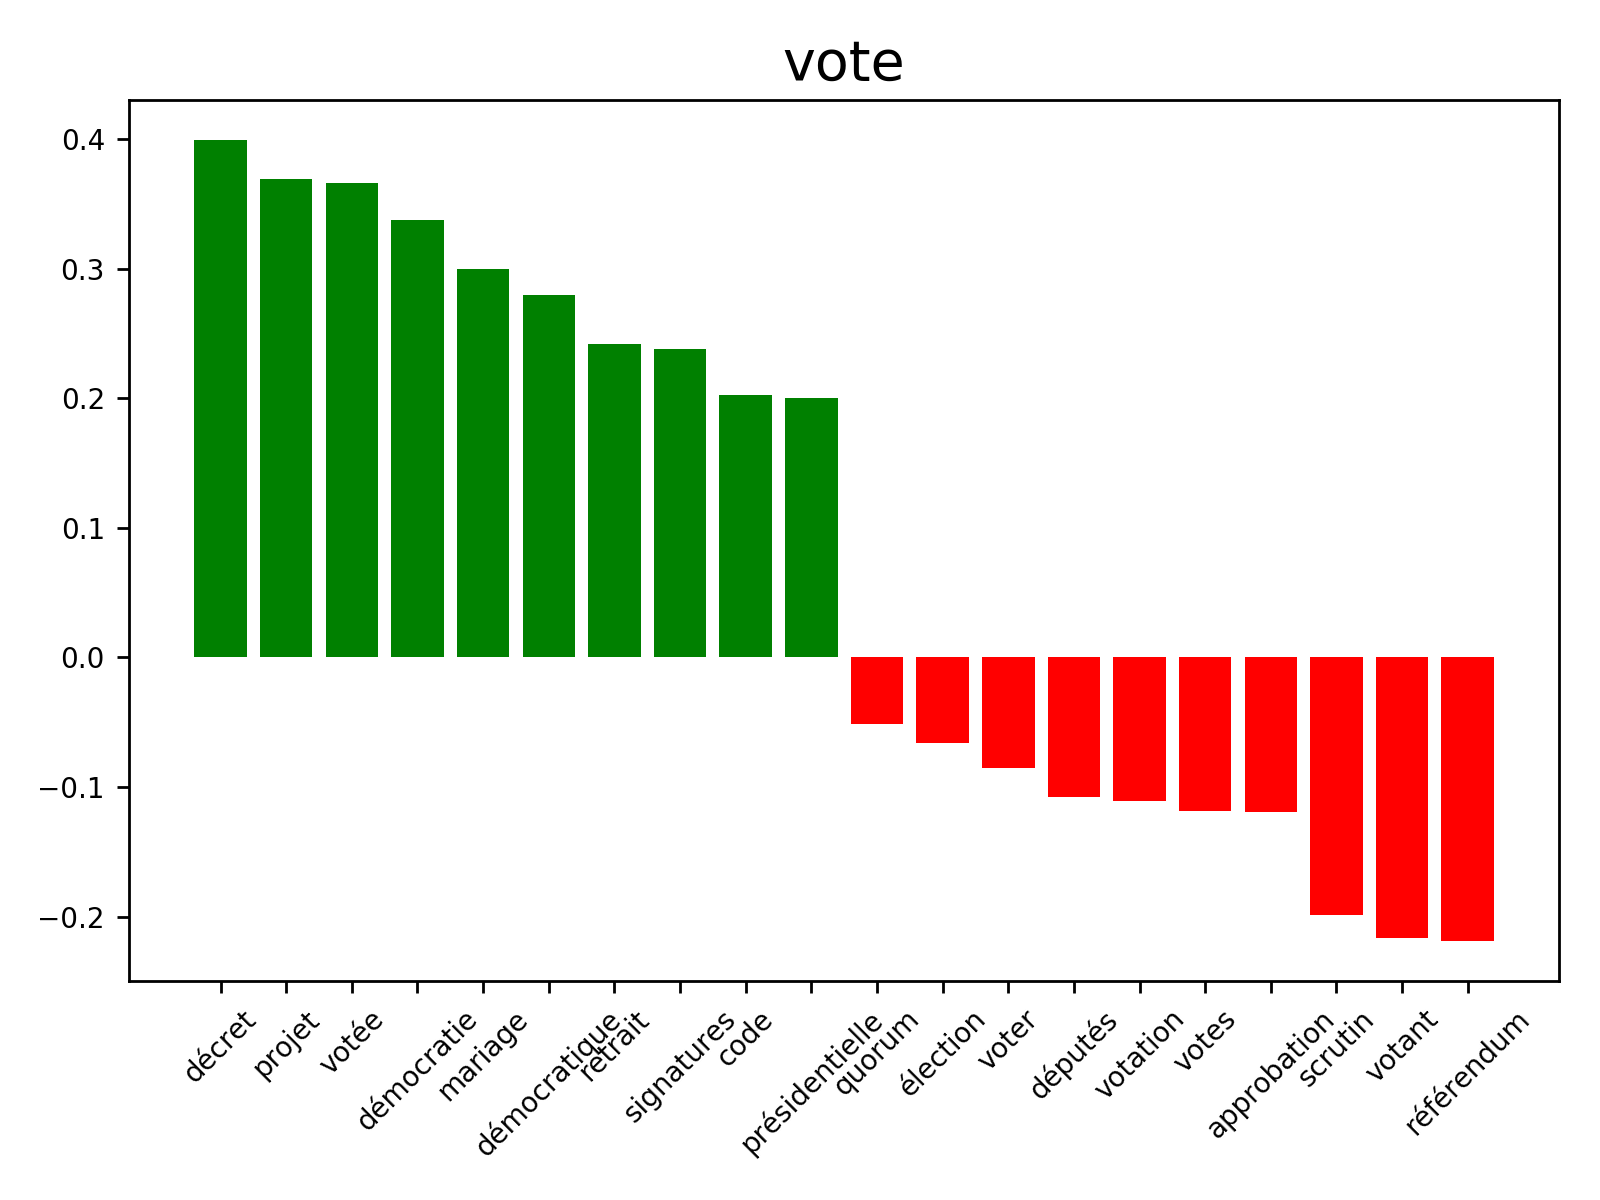 vote
0.4
0.3
0.2
0.1
0.0
−0.1
−0.2
décret
projet
votée
démocratie
mariage
démocratique
retrait
signatures
code
présidentielle
quorum
élection
voter
députés
votation
votes
approbation
scrutin
votant
référendum